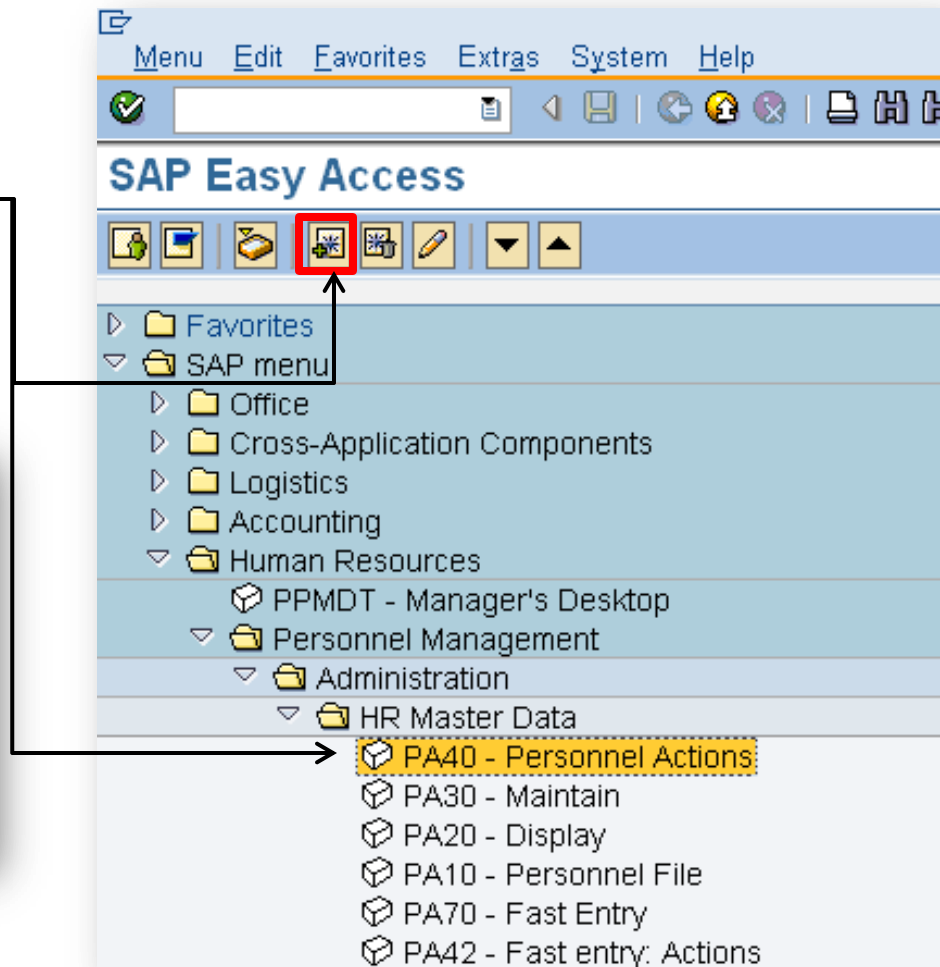 Menu Edit Favorites Extras System Help
SAP Easy Access
Favorites
SAP menu
Office
Cross-Application Components
Logistics
Accounting
Human Resources
PPMDT - Manager's Desktop
Personnel Management
Administration
HR Master Data
PA40 - Personnel Actions
PA30 - Maintain
PA20 - Display
PA10 - Personnel File
PA70 - Fast Entry
PA42 - Fast entry: Actions